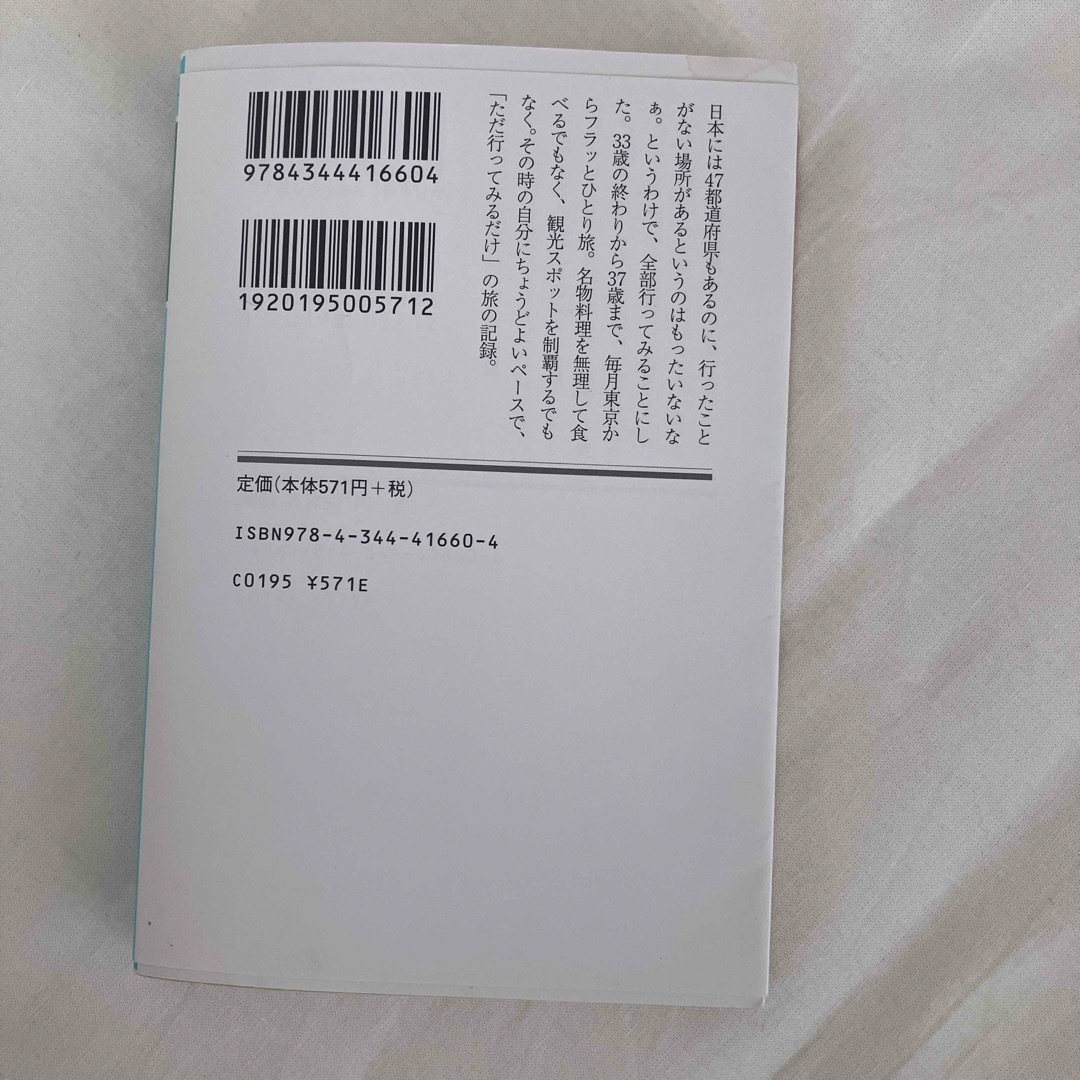 9784344416604
1920195005712
日本には47都道府県もあるのに、行ったこと
がない場所があるというのはもったいないな
ぁ。というわけで、全部行ってみることにし
た。33歳の終わりから37歳まで、毎月東京か
らフラッとひとり旅。名物料理を無理して食
べるでもなく、観光スポットを制覇するでも
なく。その時の自分にちょうどよいペースで、
「ただ行ってみるだけ」の旅の記録。
定価(本体571円+税)
ISBN978-4-344-41660-4
C0195 ¥571E